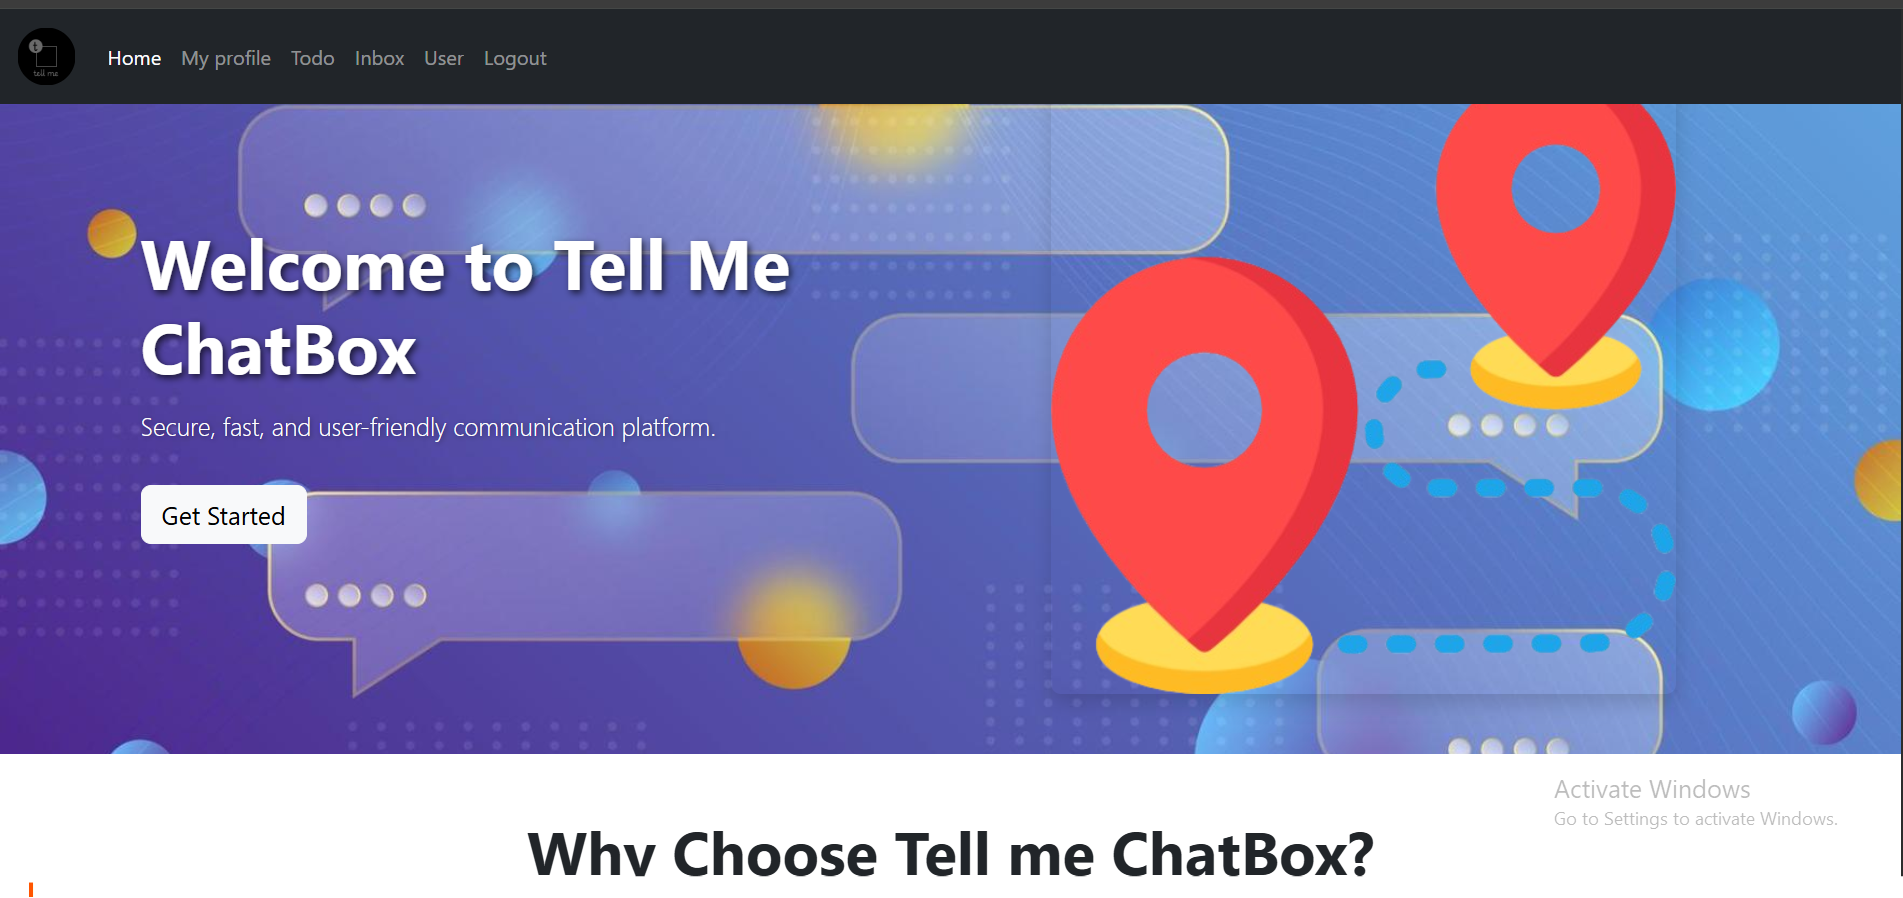 t
tell me
Home My profile Todo Inbox User Logout
Welcome to Tell Me
ChatBox
Secure, fast, and user-friendly communication platform.
Get Started
Activate Windows
Go to Settings to activate Windows.
Why Choose Tell me ChatBox?